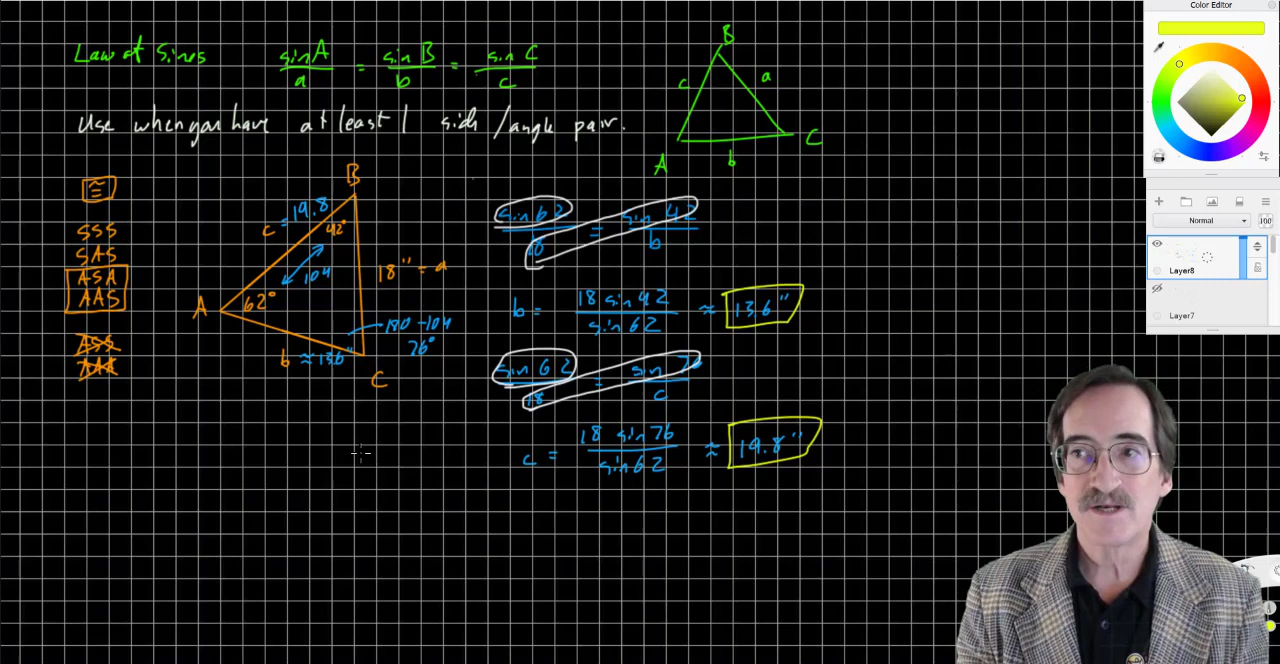 Law of Sines sin A / a = sin B / b = sin C / c
Use when you have at least 1 side/angle pair.
B
c
a
A
b
C
≅
SSS
SAS
ASA
AAS
ASS
AAA
B
c = 19.8
42°
104
18" = a
A
62°
180 - 104
76°
b ≈ 13.6"
C
sin 62 / 18 = sin 42 / b
b = 18 sin 42 / sin 62 ≈ 13.6"
sin 62 / 18 = sin 76 / c
c = 18 sin 76 / sin 62 ≈ 19.8"
Color Editor
Normal
100
Layer8
Layer7